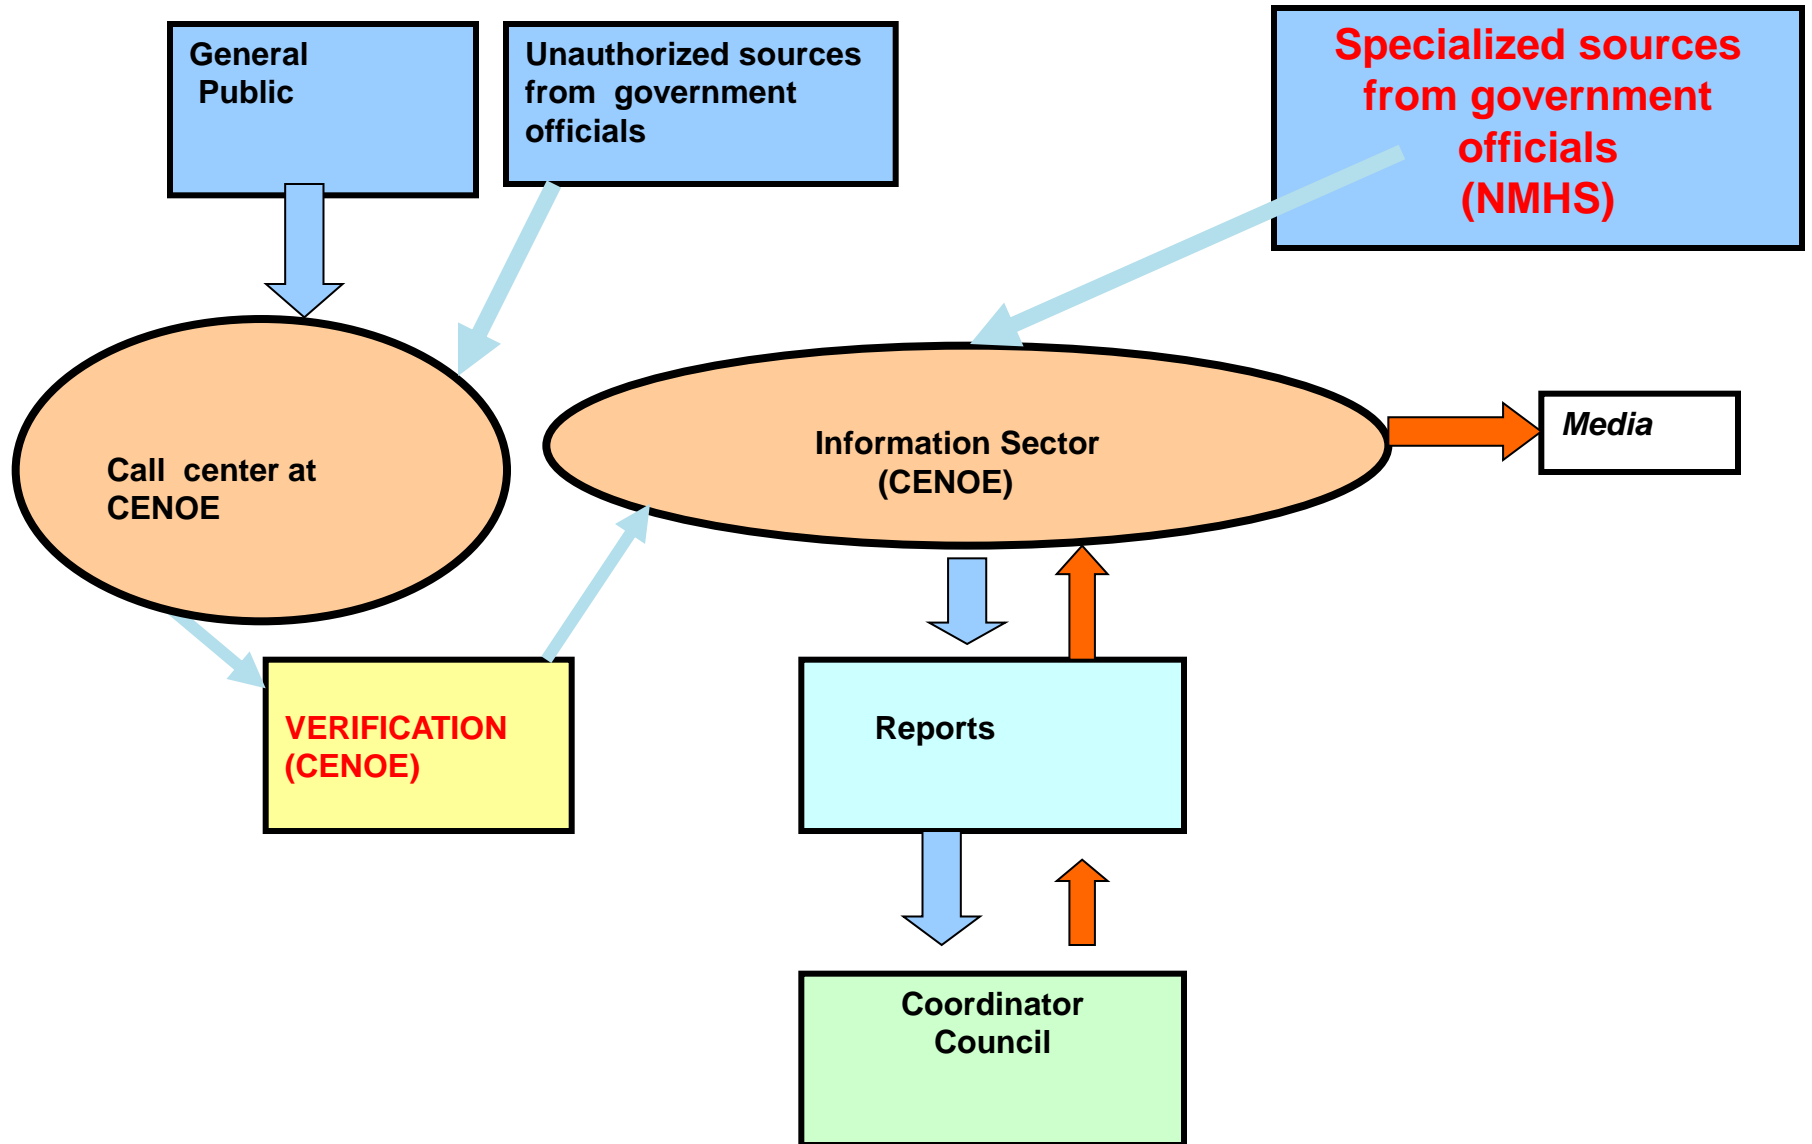 General
Public
Unauthorized sources
from government
officials
Specialized sources
from government
officials
(NMHS)
Call center at
CENOE
Information Sector
(CENOE)
Media
VERIFICATION
(CENOE)
Reports
Coordinator
Council